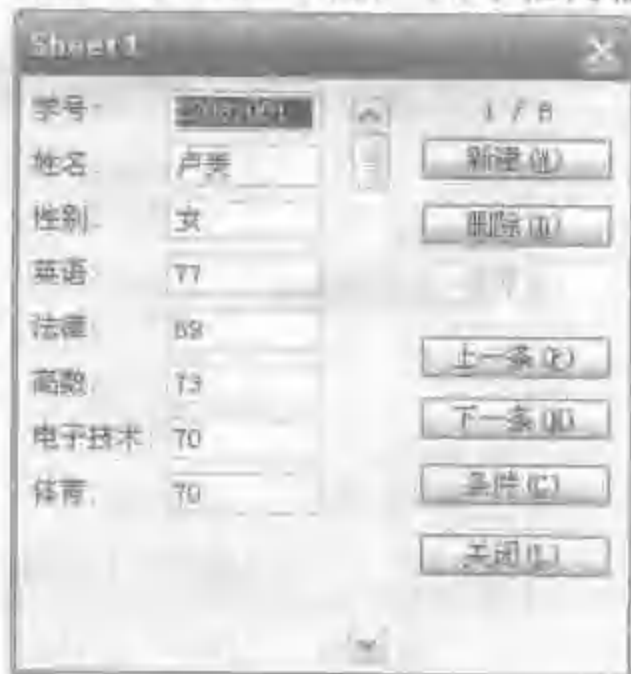 Sheet1
学号:
1 / 8
姓名: 卢
新建(W)
性别: 女
删除(D)
英语: 77
法律: 69
上一条(P)
高数: 73
下一条(N)
电子技术: 70
条件(C)
体育: 70
关闭(L)